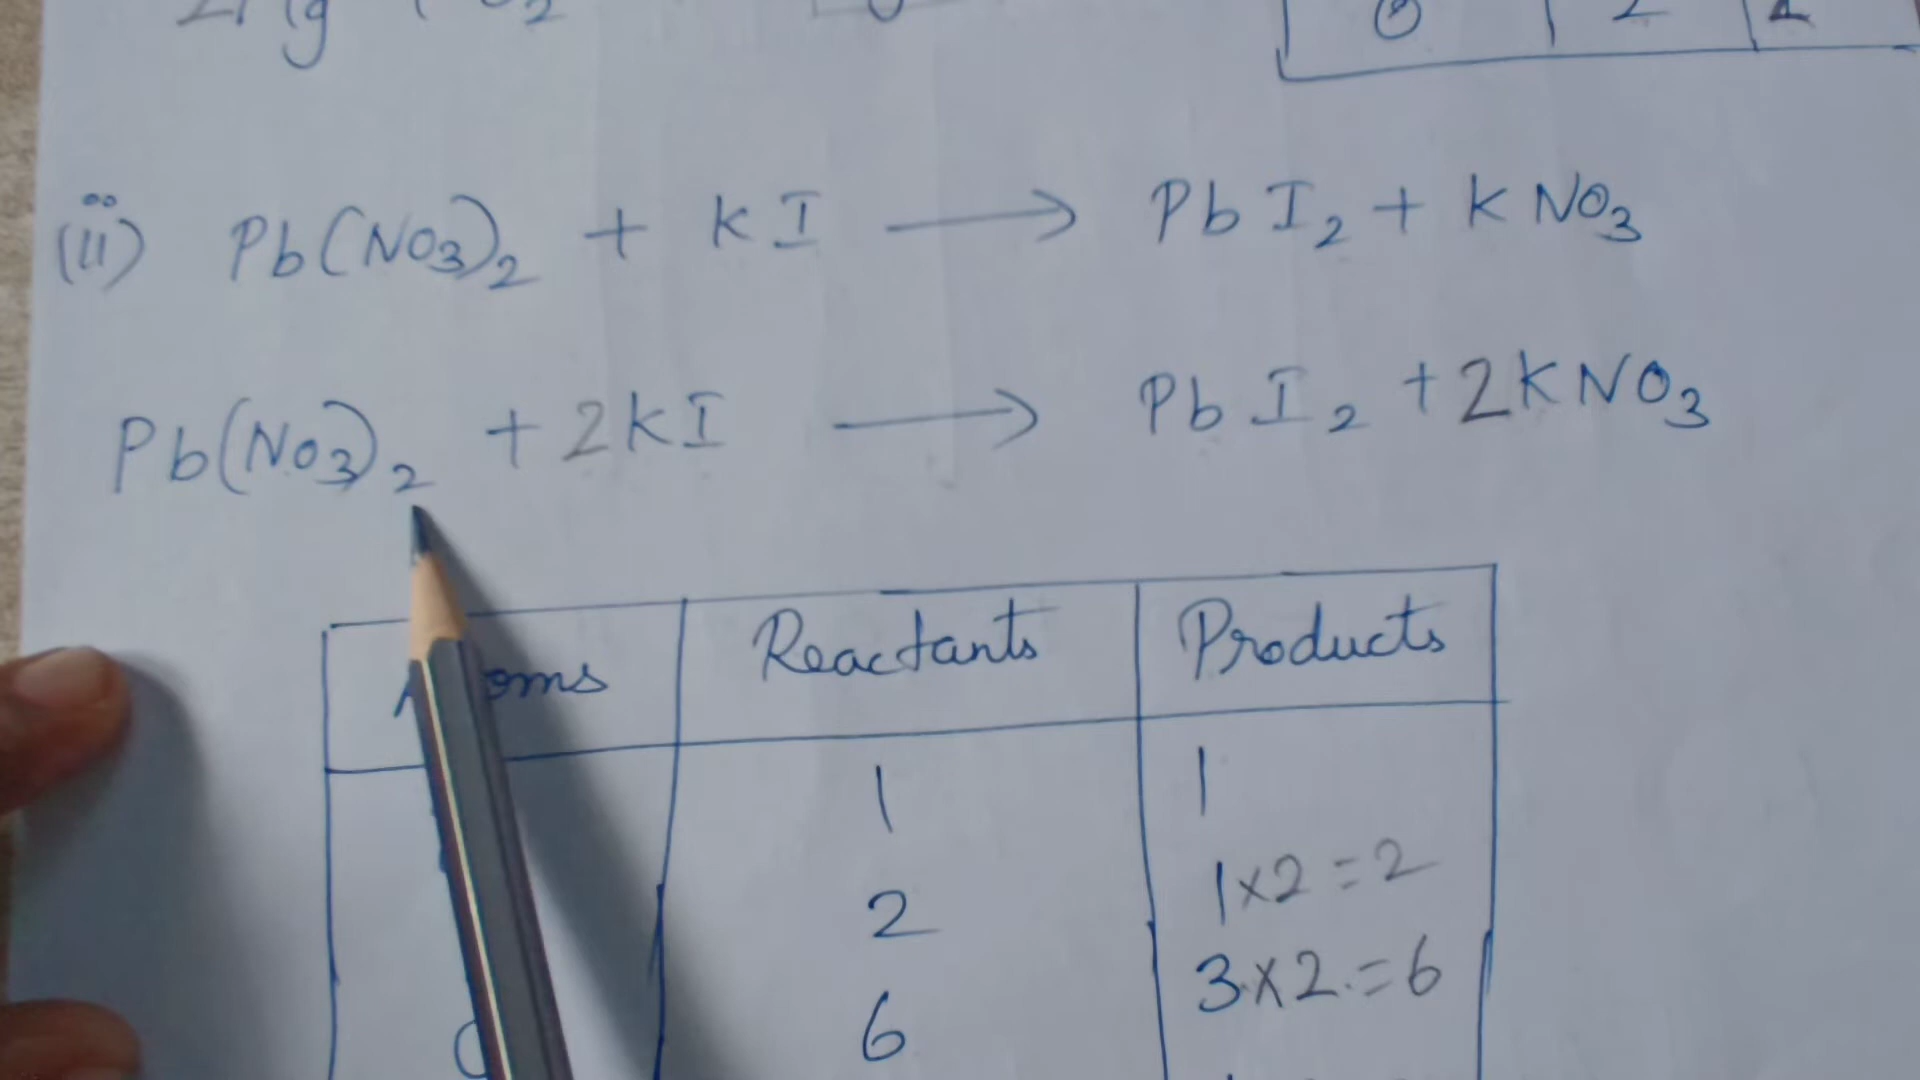 (ii) Pb(NO3)2 + KI → PbI2 + KNO3
Pb(NO3)2 + 2KI → PbI2 + 2KNO3
Reactants Products
1 1
2 1×2=2
6 3×2=6